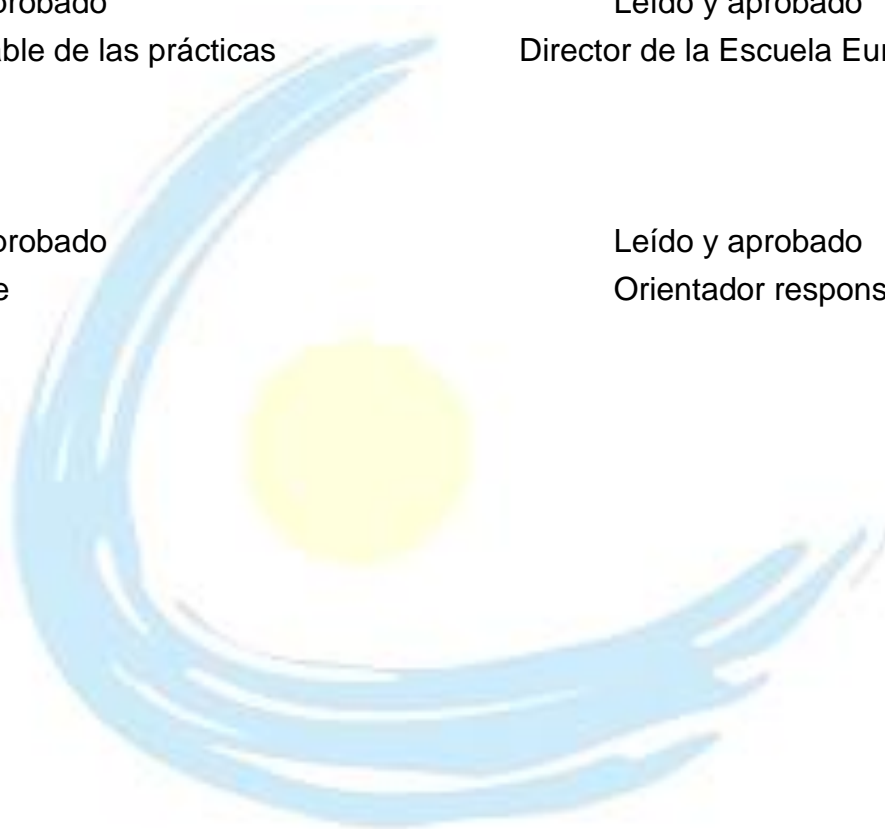 probado Leído y aprobado
able de las prácticas Director de la Escuela Eur
probado Leído y aprobado
e Orientador respons